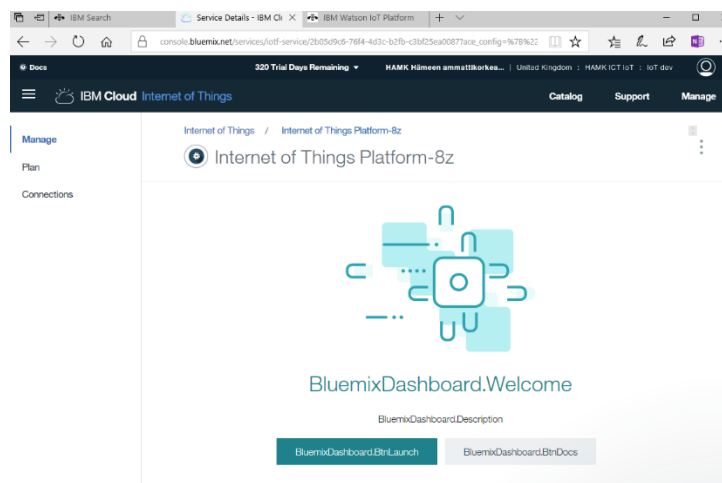 IBM Search
Service Details - IBM Cli
IBM Watson IoT Platform
console.bluemix.net/services/iotf-service/2b05d9c6-76f4-4d3c-b2fb-c3bf25ea0087?ace_config=%7B%22
Docs
320 Trial Days Remaining
HAMK Hämeen ammattikorkea... | United Kingdom : HAMK ICT IoT : IoT dev
IBM Cloud Internet of Things
Catalog Support Manage
Manage
Plan
Connections
Internet of Things / Internet of Things Platform-8z
Internet of Things Platform-8z
BluemixDashboard.Welcome
BluemixDashboard.Description
BluemixDashboard.BtnLaunch
BluemixDashboard.BtnDocs